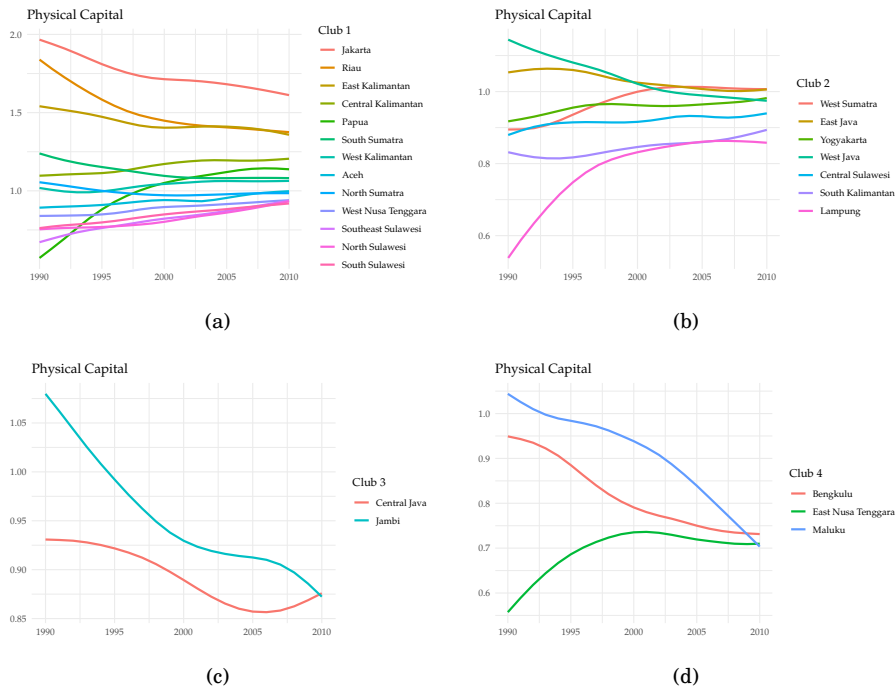 Physical Capital
2.0
1.5
1.0
1990
1995
2000
2005
2010
Club 1
Jakarta
Riau
East Kalimantan
Central Kalimantan
Papua
South Sumatra
West Kalimantan
Aceh
North Sumatra
West Nusa Tenggara
Southeast Sulawesi
North Sulawesi
South Sulawesi
(a)
Physical Capital
1.0
0.8
0.6
1990
1995
2000
2005
2010
Club 2
West Sumatra
East Java
Yogyakarta
West Java
Central Sulawesi
South Kalimantan
Lampung
(b)
Physical Capital
1.05
1.00
0.95
0.90
0.85
1990
1995
2000
2005
2010
Club 3
Central Java
Jambi
(c)
Physical Capital
1.0
0.9
0.8
0.7
0.6
1990
1995
2000
2005
2010
Club 4
Bengkulu
East Nusa Tenggara
Maluku
(d)